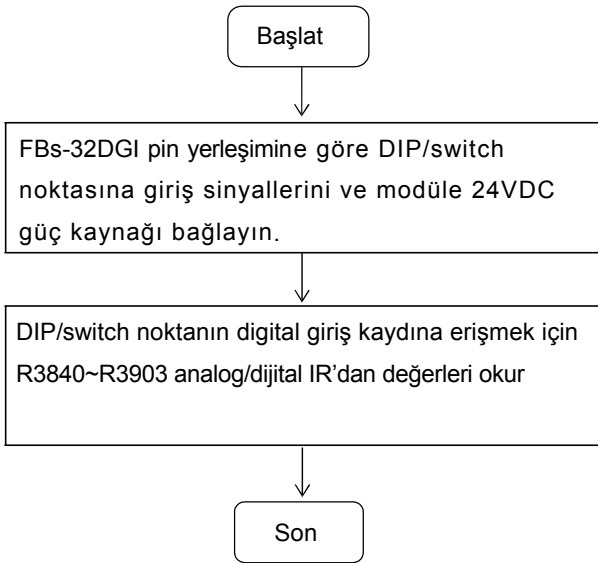 Başlat
FBs-32DGI pin yerleşimine göre DIP/switch
noktasına giriş sinyallerini ve modüle 24VDC
güç kaynağı bağlayın.
DIP/switch noktanın digital giriş kaydına erişmek için
R3840~R3903 analog/dijital IR’dan değerleri okur
Son